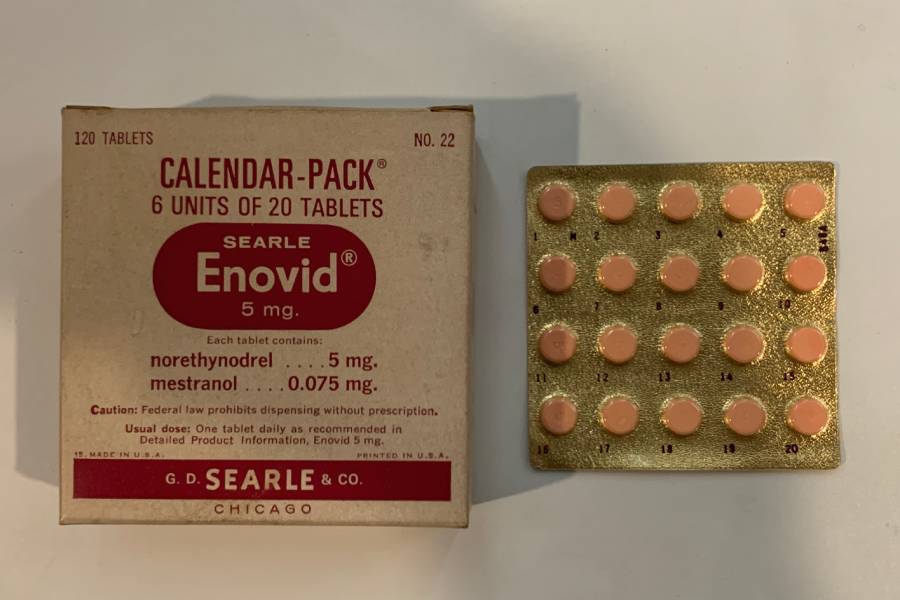 120 TABLETS NO. 22
CALENDAR-PACK®
6 UNITS OF 20 TABLETS
SEARLE
Enovid®
5 mg.
Each tablet contains:
norethynodrel . . . . 5 mg.
mestranol . . . . 0.075 mg.
Caution: Federal law prohibits dispensing without prescription.
Usual dose: One tablet daily as recommended in
Detailed Product Information, Enovid 5 mg.
MADE IN U.S.A. PRINTED IN U.S.A.
G. D. SEARLE & CO.
CHICAGO
1 2 3 4 5
6 7 8 9 10
11 12 13 14 15
16 17 18 19 20